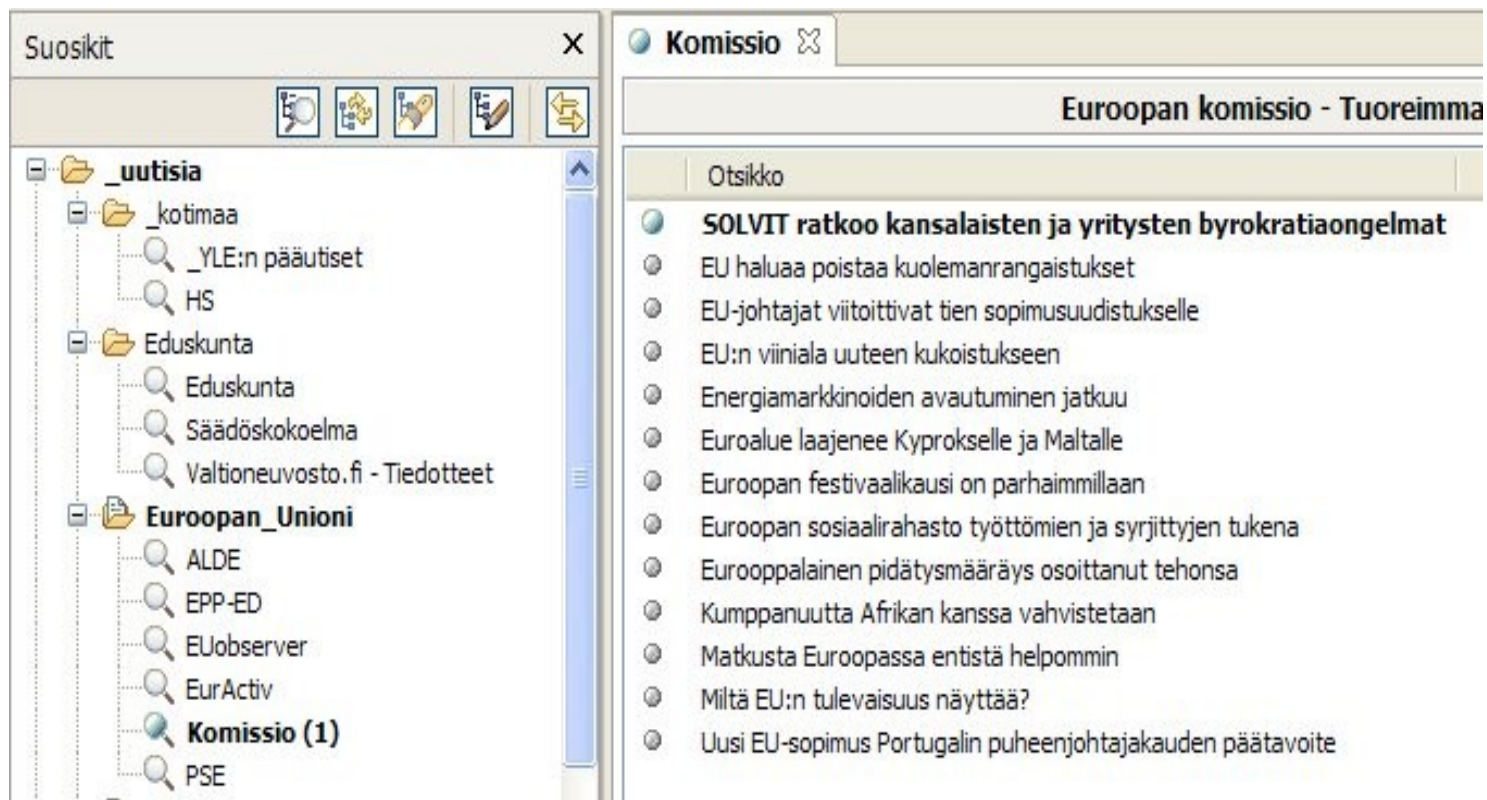 Suosikit
_uutisia
_kotimaa
_YLE:n pääutiset
HS
Eduskunta
Eduskunta
Säädöskokoelma
Valtioneuvosto.fi - Tiedotteet
Euroopan_Unioni
ALDE
EPP-ED
EUobserver
EurActiv
Komissio (1)
PSE
Komissio
Euroopan komissio - Tuoreimma
Otsikko
SOLVIT ratkoo kansalaisten ja yritysten byrokratiaongelmat
EU haluaa poistaa kuolemanrangaistukset
EU-johtajat viitoittivat tien sopimusuudistukselle
EU:n viiniala uuteen kukoistukseen
Energiamarkkinoiden avautuminen jatkuu
Euroalue laajenee Kyprokselle ja Maltalle
Euroopan festivaalikausi on parhaimmillaan
Euroopan sosiaalirahasto työttömien ja syrjittyjen tukena
Eurooppalainen pidätysmääräys osoittanut tehonsa
Kumppanuutta Afrikan kanssa vahvistetaan
Matkusta Euroopassa entistä helpommin
Miltä EU:n tulevaisuus näyttää?
Uusi EU-sopimus Portugalin puheenjohtajakauden päätavoite